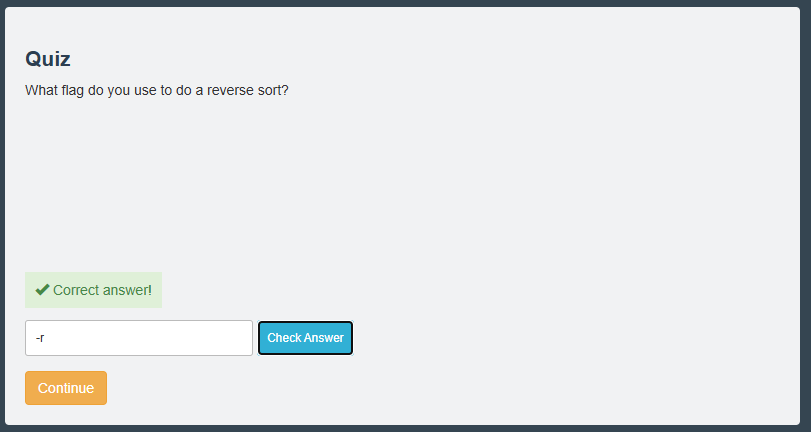 Quiz
What flag do you use to do a reverse sort?
Correct answer!
-r
Check Answer
Continue